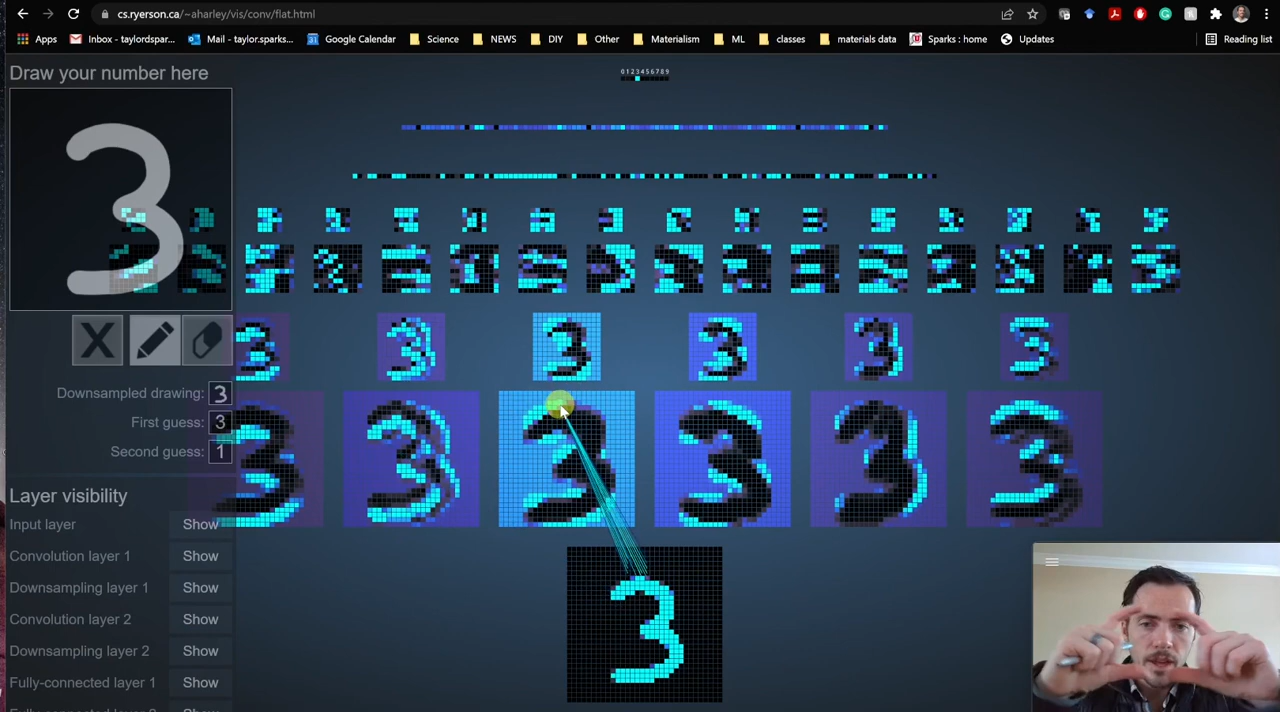 cs.ryerson.ca/~aharley/vis/conv/flat.html
Apps Inbox - taylordspar... Mail - taylor.sparks... Google Calendar Science NEWS DIY Other Materialism ML classes materials data Sparks : home Updates Reading list
Draw your number here
0123456789
3
X
Downsampled drawing: 3
First guess: 3
Second guess: 1
Layer visibility
Input layer Show
Convolution layer 1 Show
Downsampling layer 1 Show
Convolution layer 2 Show
Downsampling layer 2 Show
Fully-connected layer 1 Show